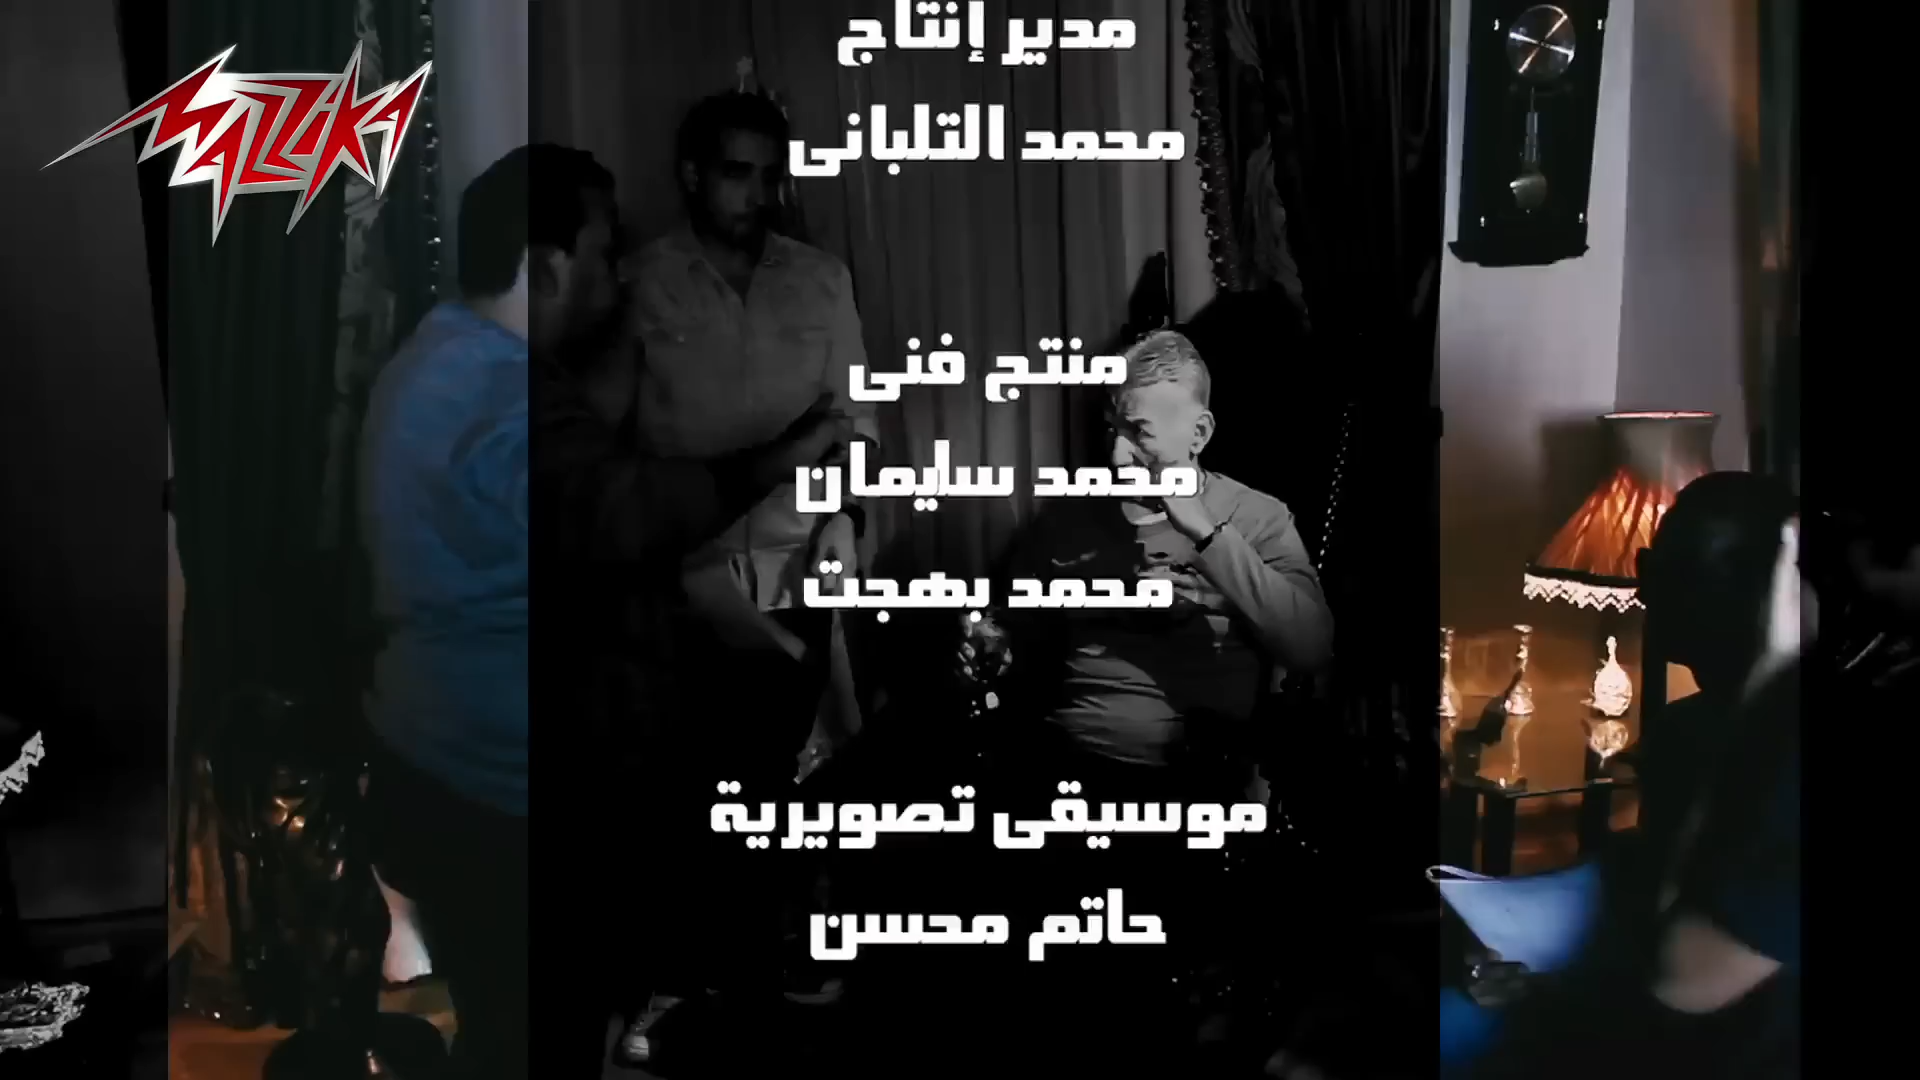 MAZZIKA
مدير إنتاج
محمد التلبانى
منتج فنى
محمد سليمان
محمد بهجت
موسيقى تصويرية
حاتم محسن